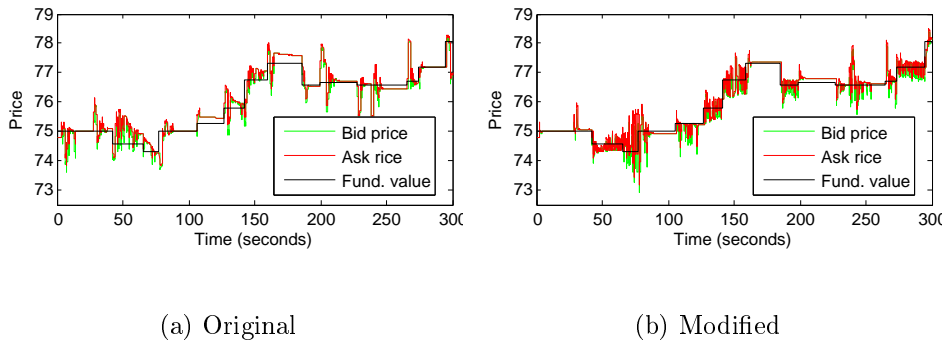 79
78
77
76
75
74
73
Price
Bid price
Ask rice
Fund. value
0 50 100 150 200 250 300
Time (seconds)
(a) Original
79
78
77
76
75
74
73
Price
Bid price
Ask rice
Fund. value
0 50 100 150 200 250 300
Time (seconds)
(b) Modified